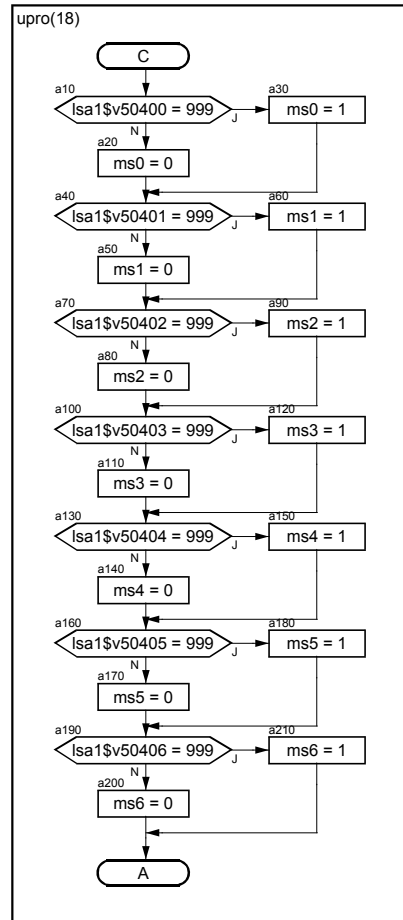 upro(18)
C
a10
lsa1$v50400 = 999
J
N
a30
ms0 = 1
a20
ms0 = 0
a40
lsa1$v50401 = 999
J
N
a60
ms1 = 1
a50
ms1 = 0
a70
lsa1$v50402 = 999
J
N
a90
ms2 = 1
a80
ms2 = 0
a100
lsa1$v50403 = 999
J
N
a120
ms3 = 1
a110
ms3 = 0
a130
lsa1$v50404 = 999
J
N
a150
ms4 = 1
a140
ms4 = 0
a160
lsa1$v50405 = 999
J
N
a180
ms5 = 1
a170
ms5 = 0
a190
lsa1$v50406 = 999
J
N
a210
ms6 = 1
a200
ms6 = 0
A